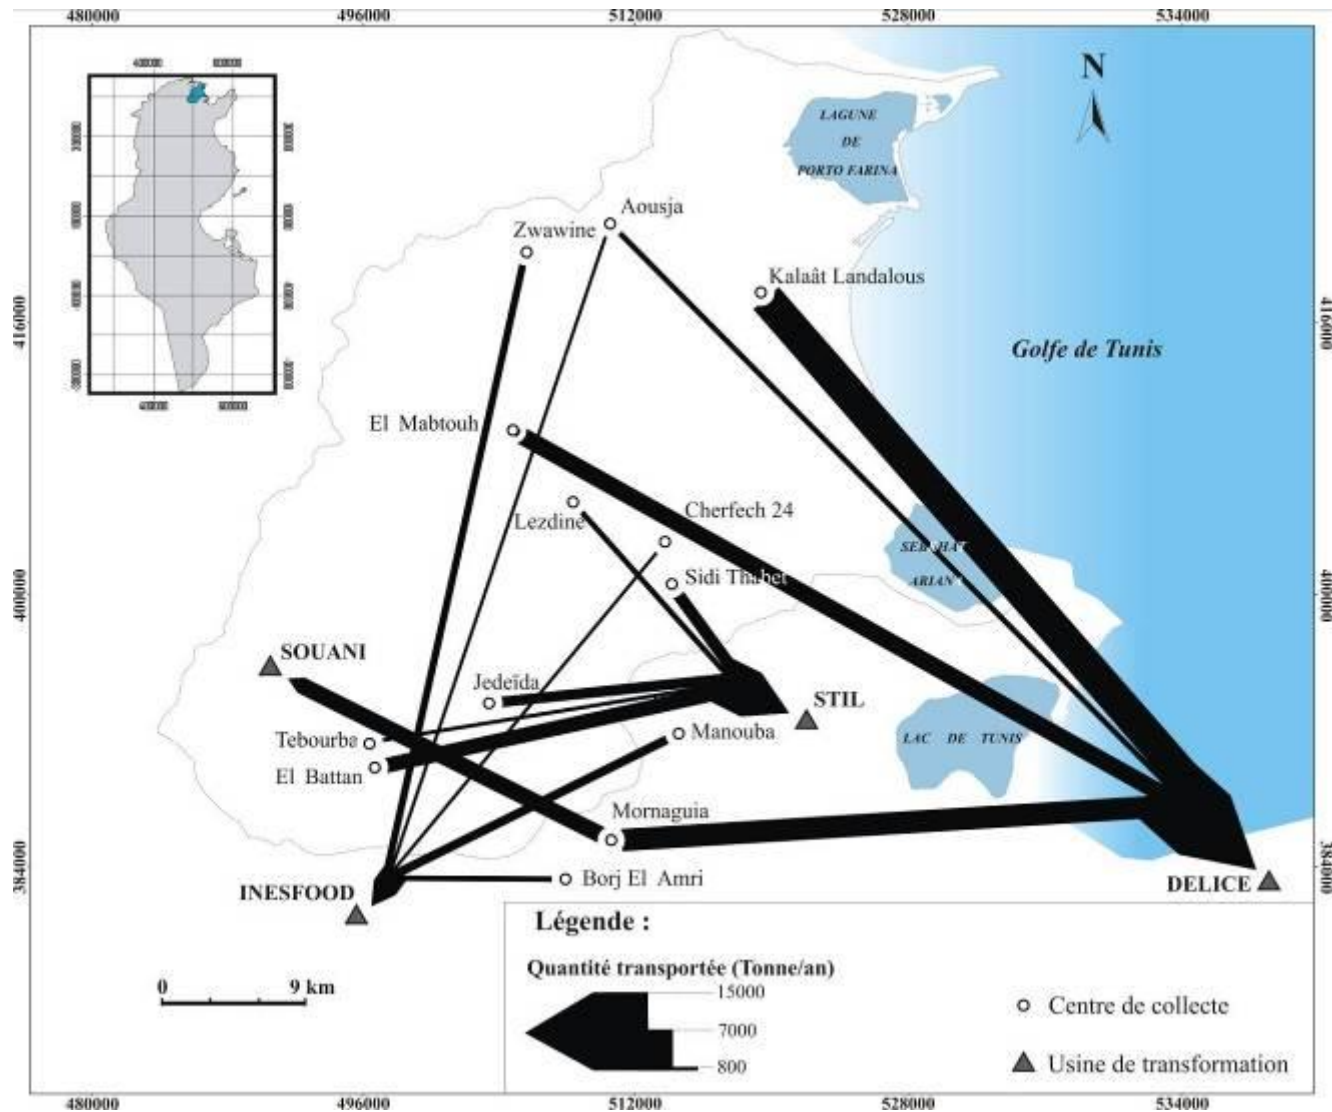 480000 496000 512000 528000 534000
N
LAGUNE
DE
PORTO FARINA
Aousja
Zwawine
Kalaât Landalous
416000
416000
Golfe de Tunis
El Mabtouh
Cherfech 24
Lezdine
Sidi Thabet
400000
400000
SOUANI
Jedeïda
STIL
Manouba
LAC DE TUNIS
Tebourba
El Battan
Mornaguia
384000
384000
Borj El Amri
INESFOOD
DELICE
Légende :
Quantité transportée (Tonne/an)
0 9 km
15000
7000
800
Centre de collecte
Usine de transformation
480000 496000 512000 528000 534000